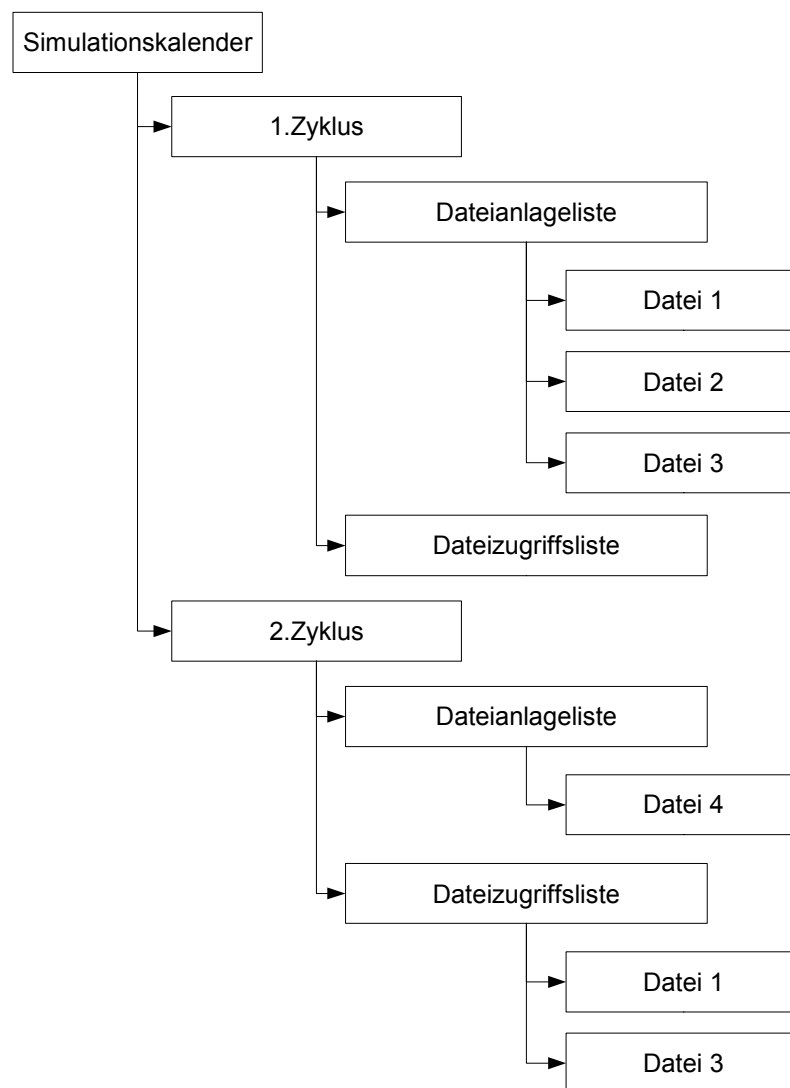 Simulationskalender
1.Zyklus
Dateianlageliste
Datei 1
Datei 2
Datei 3
Dateizugriffsliste
2.Zyklus
Dateianlageliste
Datei 4
Dateizugriffsliste
Datei 1
Datei 3